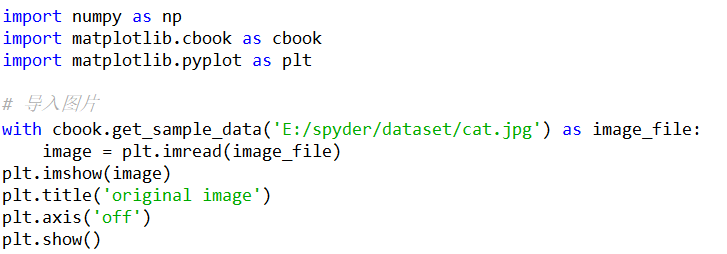 import numpy as np
import matplotlib.cbook as cbook
import matplotlib.pyplot as plt
# 导入图片
with cbook.get_sample_data('E:/spyder/dataset/cat.jpg') as image_file:
    image = plt.imread(image_file)
plt.imshow(image)
plt.title('original image')
plt.axis('off')
plt.show()